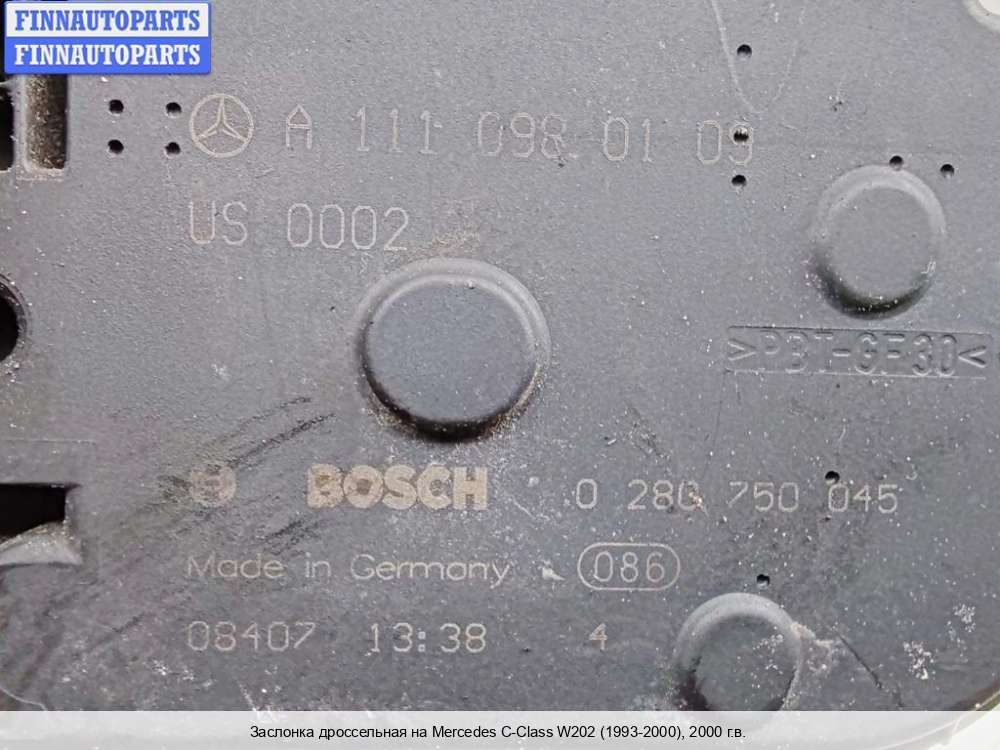 FINNAUTOPARTS
FINNAUTOPARTS
A 111 098 01 09
US 0002
>PBT-GF30<
BOSCH 0 280 750 045
Made in Germany 086
08407 13:38 4
Заслонка дроссельная на Mercedes C-Class W202 (1993-2000), 2000 г.в.